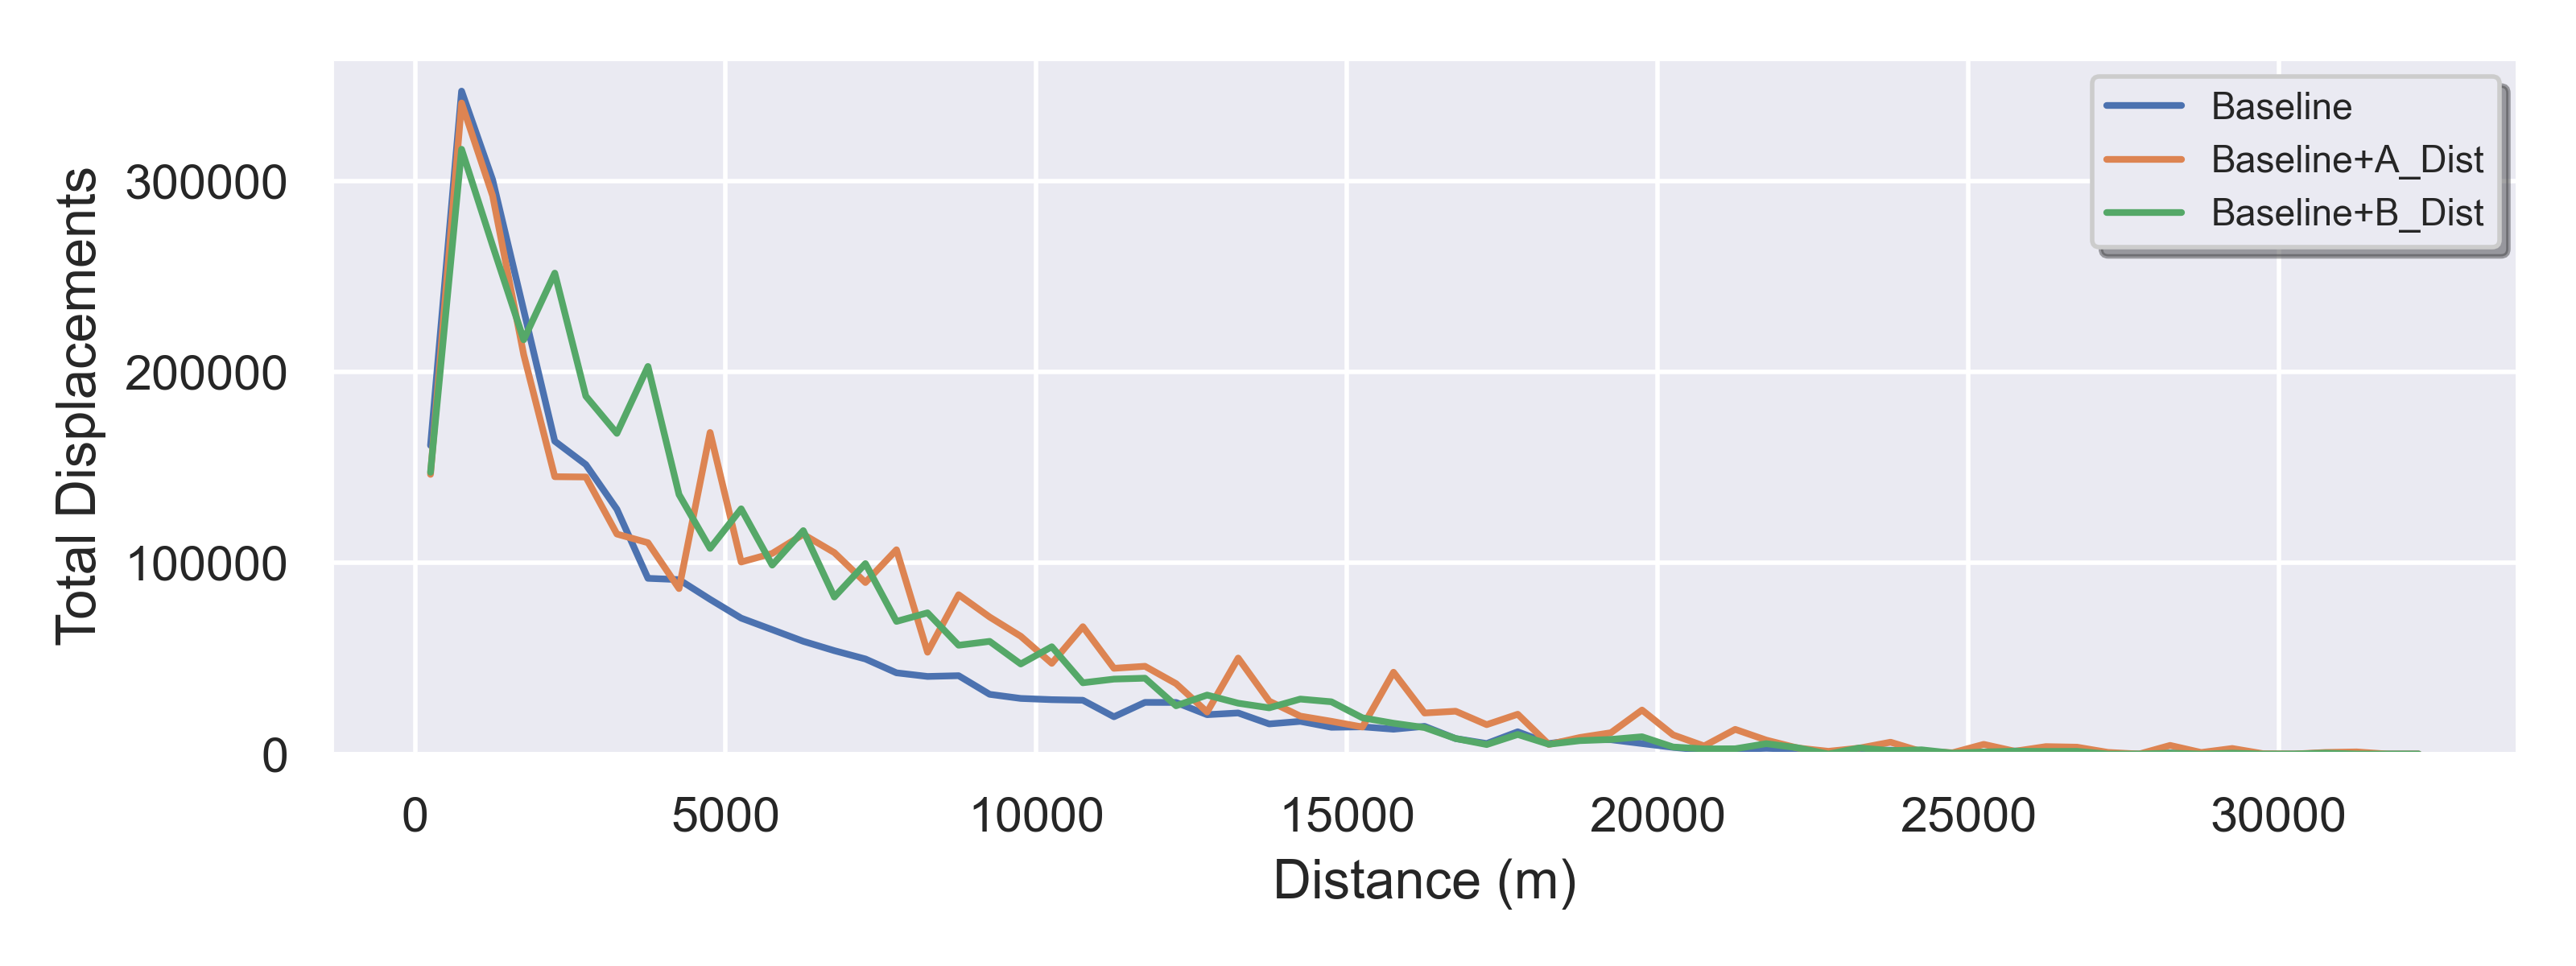 Baseline
Baseline+A_Dist
Baseline+B_Dist
Total Displacements
300000
200000
100000
0
0 5000 10000 15000 20000 25000 30000
Distance (m)